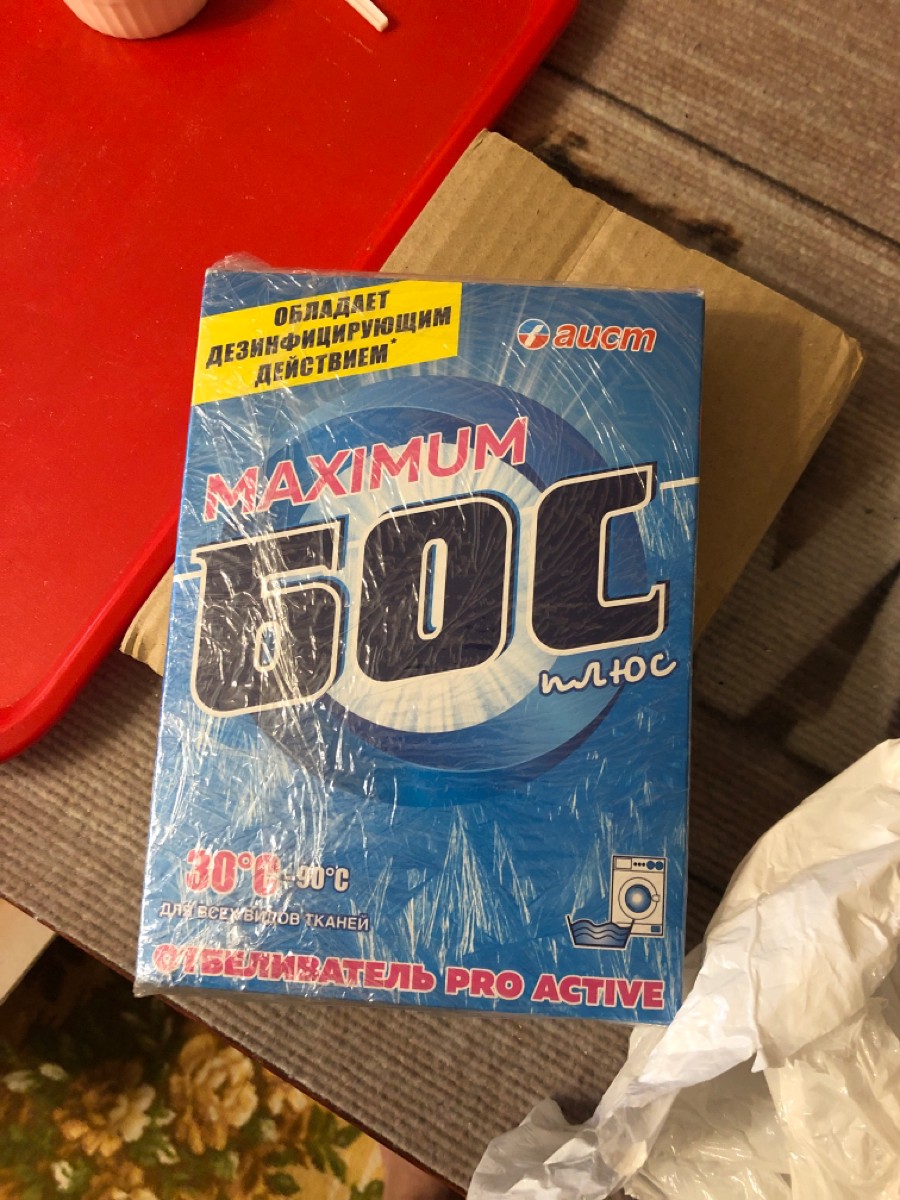 ОБЛАДАЕТ
ДЕЗИНФИЦИРУЮЩИМ
ДЕЙСТВИЕМ*
аист
MAXIMUM
БОС
плюс
30°C-90°C
ДЛЯ ВСЕХ ВИДОВ ТКАНЕЙ
ОТБЕЛИВАТЕЛЬ PRO ACTIVE